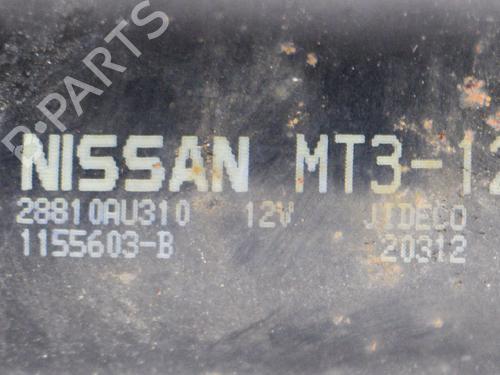 NISSAN MT3-12
28810AU310 12V JIDECO
1155603-B 20312
B-PARTS